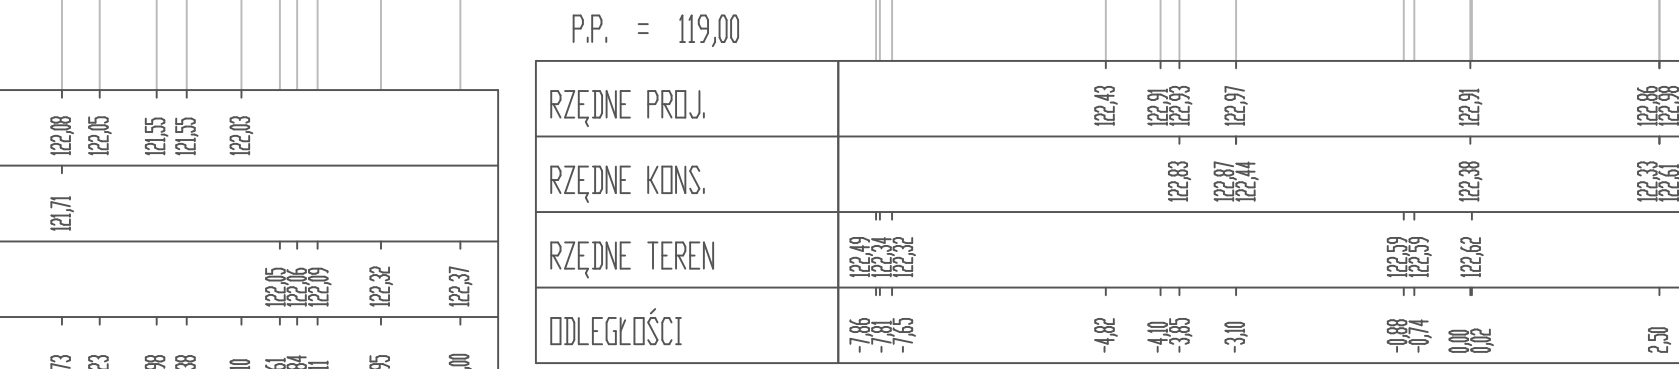 P.P. = 119,00
122,08 122,05 121,55 121,55 122,03
121,71
122,05 122,06 122,09 122,32 122,37
RZĘDNE PROJ. 122,43 122,91 122,93 122,97 122,91 122,86 122,98
RZĘDNE KONS. 122,83 122,87 122,44 122,38 122,33 122,61
RZĘDNE TEREN 122,49 122,34 122,32 122,59 122,59 122,62
ODLEGŁOŚCI -7,86 -7,81 -7,65 -4,82 -4,10 -3,85 -3,10 -0,88 -0,74 0,00 0,02 2,50